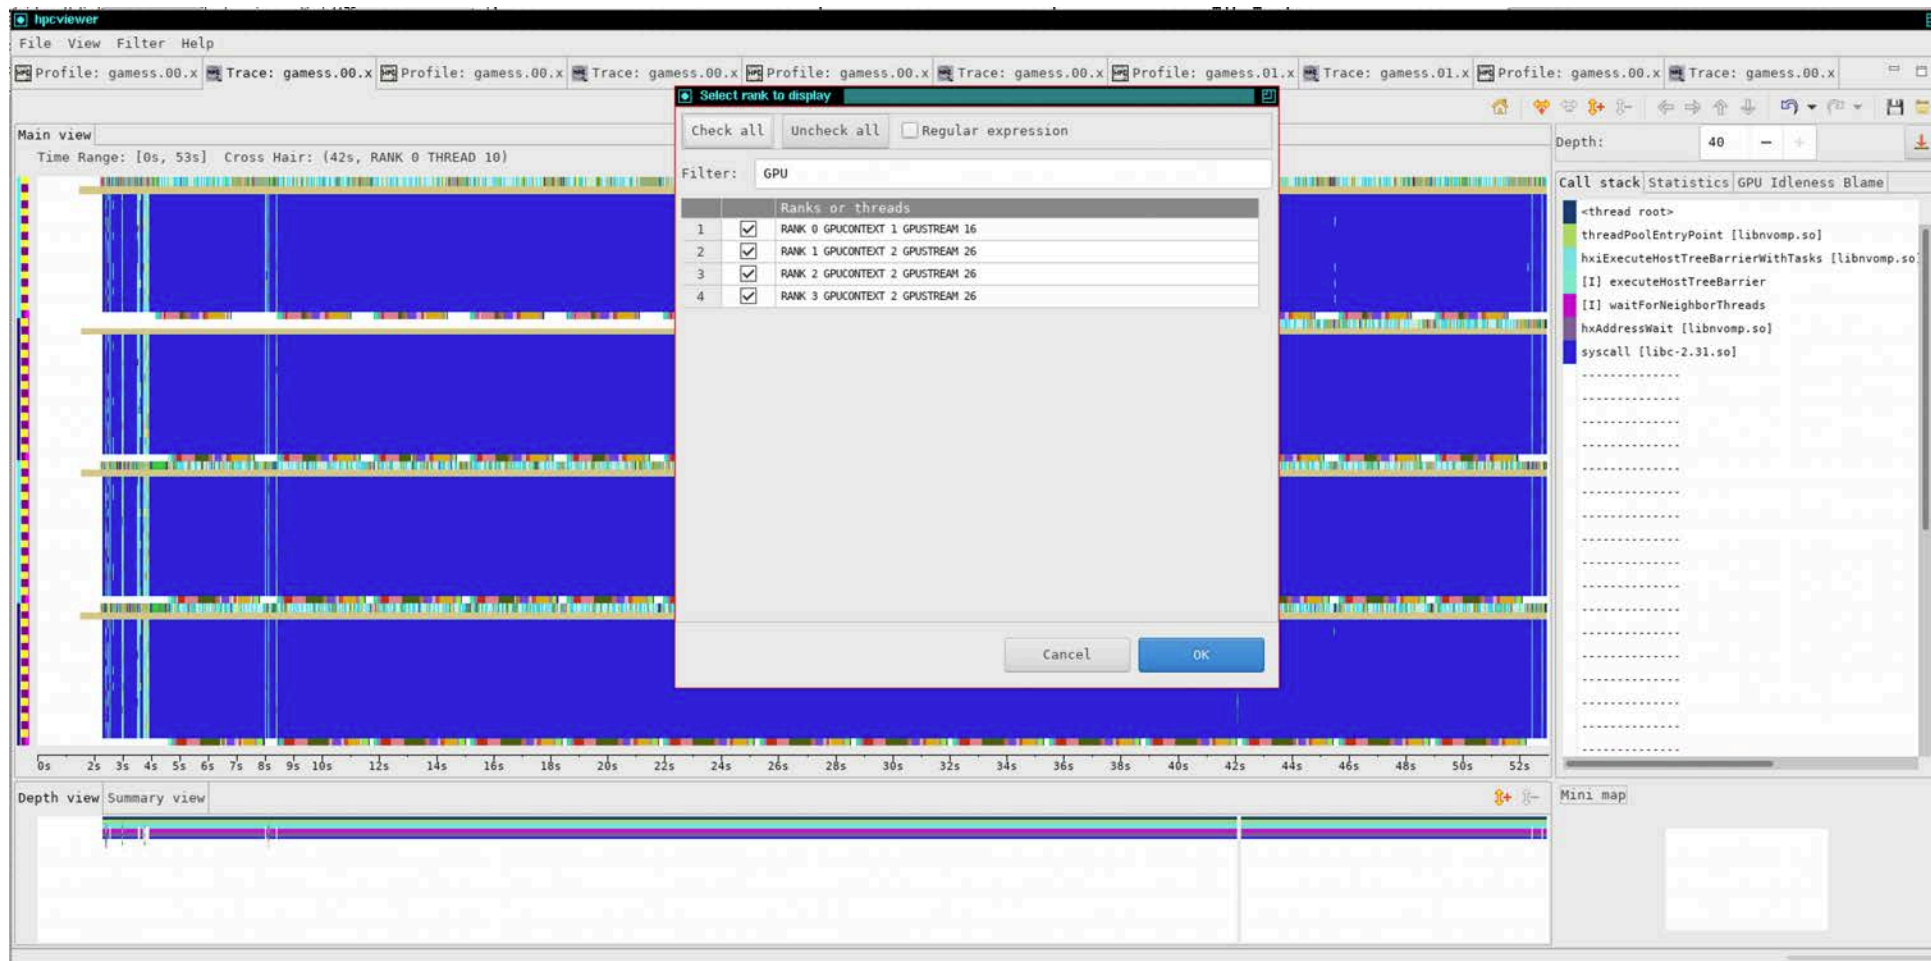 hpcviewer
File View Filter Help
Profile: gamess.00.x Trace: gamess.00.x Profile: gamess.00.x Trace: gamess.00.x Profile: gamess.00.x Trace: gamess.00.x Profile: gamess.01.x Trace: gamess.01.x Profile: gamess.00.x Trace: gamess.00.x
Main view
Time Range: [0s, 53s] Cross Hair: (42s, RANK 0 THREAD 10)
Select rank to display
Check all Uncheck all Regular expression
Filter: GPU
Ranks or threads
1 RANK 0 GPUCONTEXT 1 GPUSTREAM 16
2 RANK 1 GPUCONTEXT 2 GPUSTREAM 26
3 RANK 2 GPUCONTEXT 2 GPUSTREAM 26
4 RANK 3 GPUCONTEXT 2 GPUSTREAM 26
Cancel OK
Depth: 40 − +
Call stack Statistics GPU Idleness Blame
<thread root>
threadPoolEntryPoint [libnvomp.so]
hxiExecuteHostTreeBarrierWithTasks [libnvomp.so]
[I] executeHostTreeBarrier
[I] waitForNeighborThreads
hxAddressWait [libnvomp.so]
syscall [libc-2.31.so]
0s 2s 3s 4s 5s 6s 7s 8s 9s 10s 12s 14s 16s 18s 20s 22s 24s 26s 28s 30s 32s 34s 36s 38s 40s 42s 44s 46s 48s 50s 52s
Depth view Summary view
Mini map